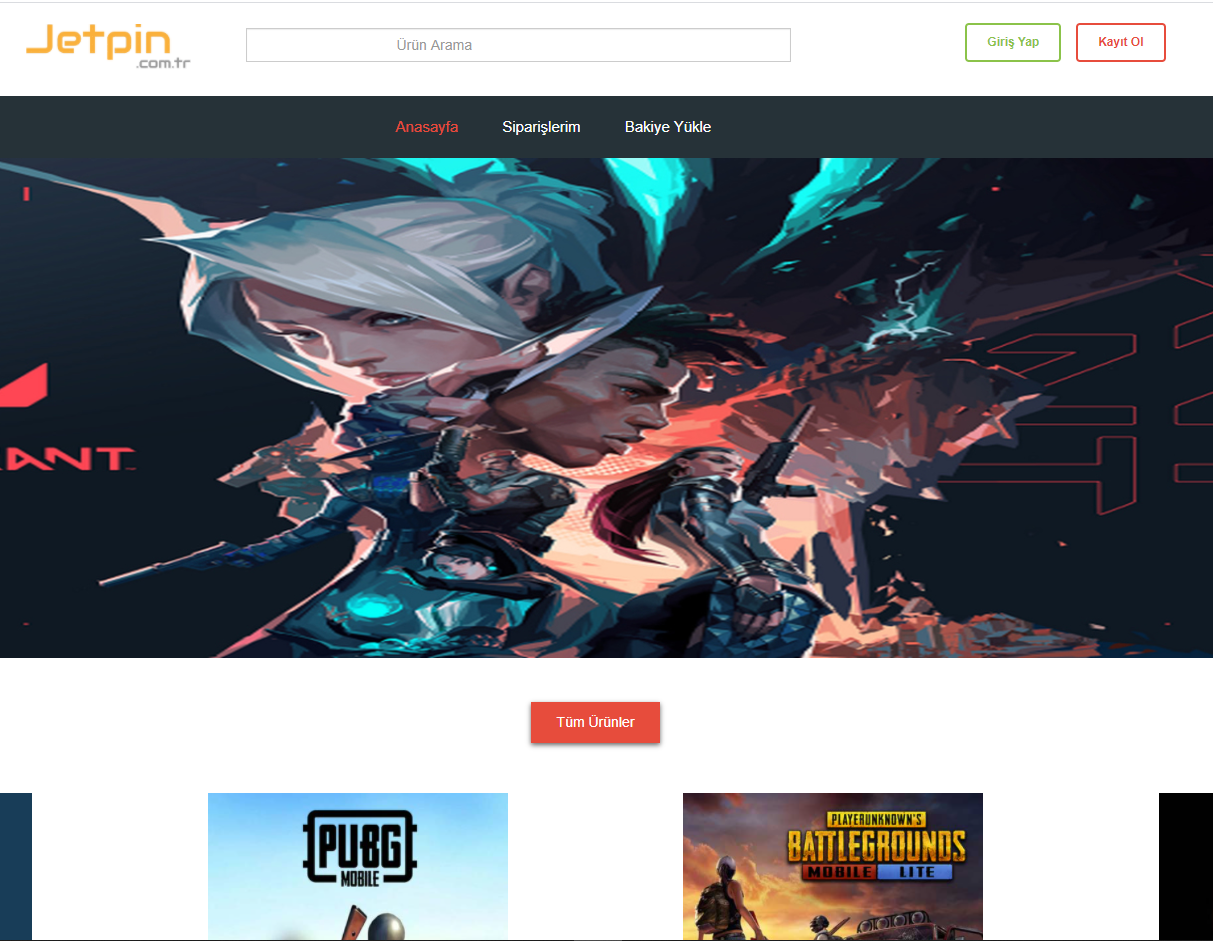 Jetpin
.com.tr
Ürün Arama
Giriş Yap
Kayıt Ol
Anasayfa
Siparişlerim
Bakiye Yükle
ANT
Tüm Ürünler
PUBG
MOBILE
PLAYERUNKNOWN'S
BATTLEGROUNDS
MOBILE LITE